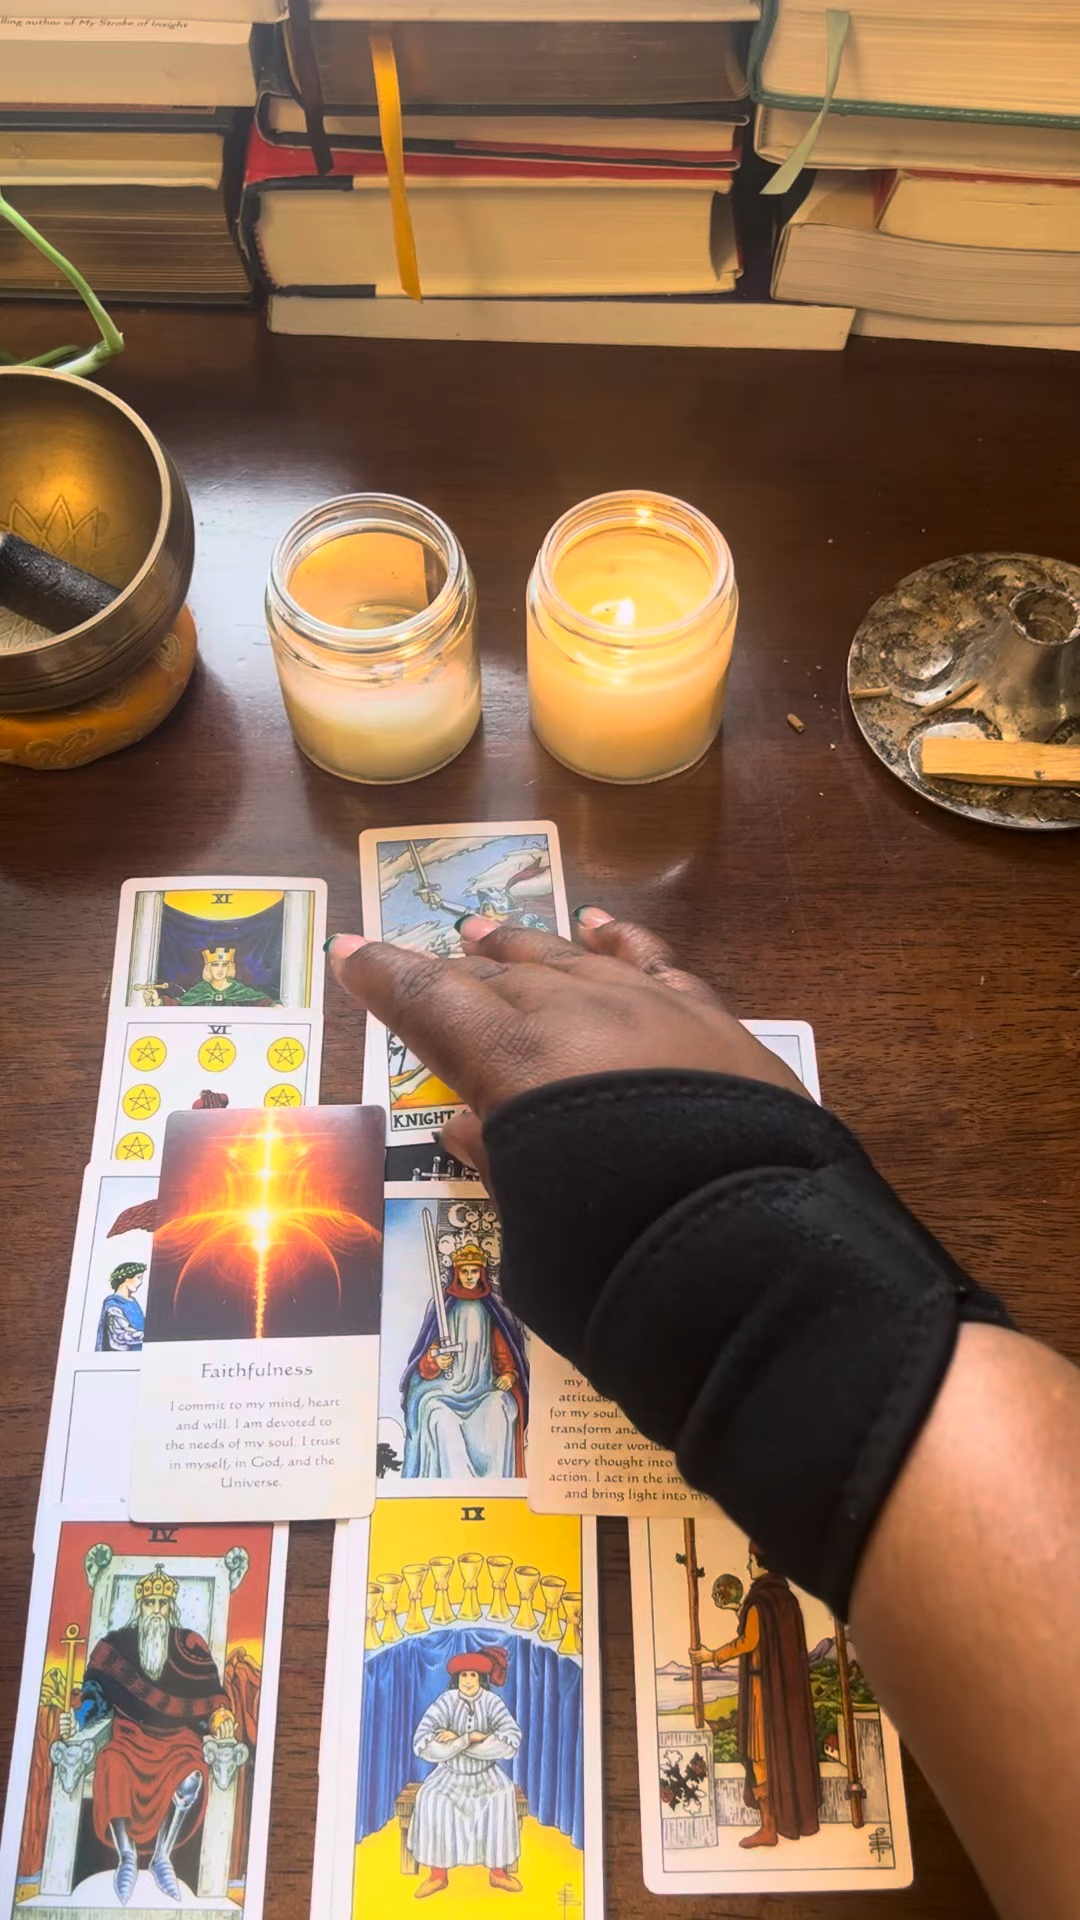 lling author of My Stroke of Insight
XI
VI
KNIGHT
Faithfulness
I commit to my mind, heart
and will. I am devoted to
the needs of my soul. I trust
in myself, in God, and the
Universe.
my
attitude
for my soul.
transform and
and outer world
every thought into
action. I act in the im
and bring light into my
IV
IX